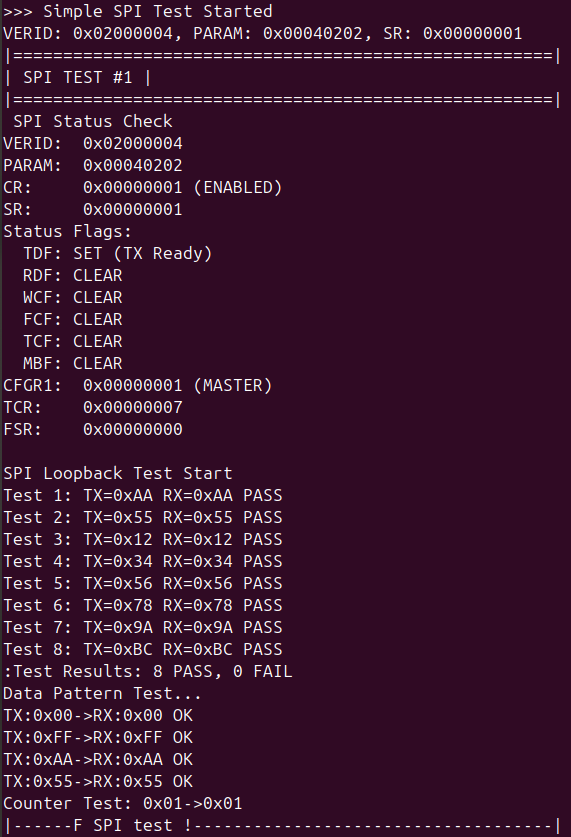 >>> Simple SPI Test Started
VERID: 0x02000004, PARAM: 0x00040202, SR: 0x00000001
|======================================================|
| SPI TEST #1 |
|======================================================|
 SPI Status Check
VERID:  0x02000004
PARAM:  0x00040202
CR:     0x00000001 (ENABLED)
SR:     0x00000001
Status Flags:
  TDF: SET (TX Ready)
  RDF: CLEAR
  WCF: CLEAR
  FCF: CLEAR
  TCF: CLEAR
  MBF: CLEAR
CFGR1:  0x00000001 (MASTER)
TCR:    0x00000007
FSR:    0x00000000

SPI Loopback Test Start
Test 1: TX=0xAA RX=0xAA PASS
Test 2: TX=0x55 RX=0x55 PASS
Test 3: TX=0x12 RX=0x12 PASS
Test 4: TX=0x34 RX=0x34 PASS
Test 5: TX=0x56 RX=0x56 PASS
Test 6: TX=0x78 RX=0x78 PASS
Test 7: TX=0x9A RX=0x9A PASS
Test 8: TX=0xBC RX=0xBC PASS
:Test Results: 8 PASS, 0 FAIL
Data Pattern Test...
TX:0x00->RX:0x00 OK
TX:0xFF->RX:0xFF OK
TX:0xAA->RX:0xAA OK
TX:0x55->RX:0x55 OK
Counter Test: 0x01->0x01
|------F SPI test !------------------------------------|